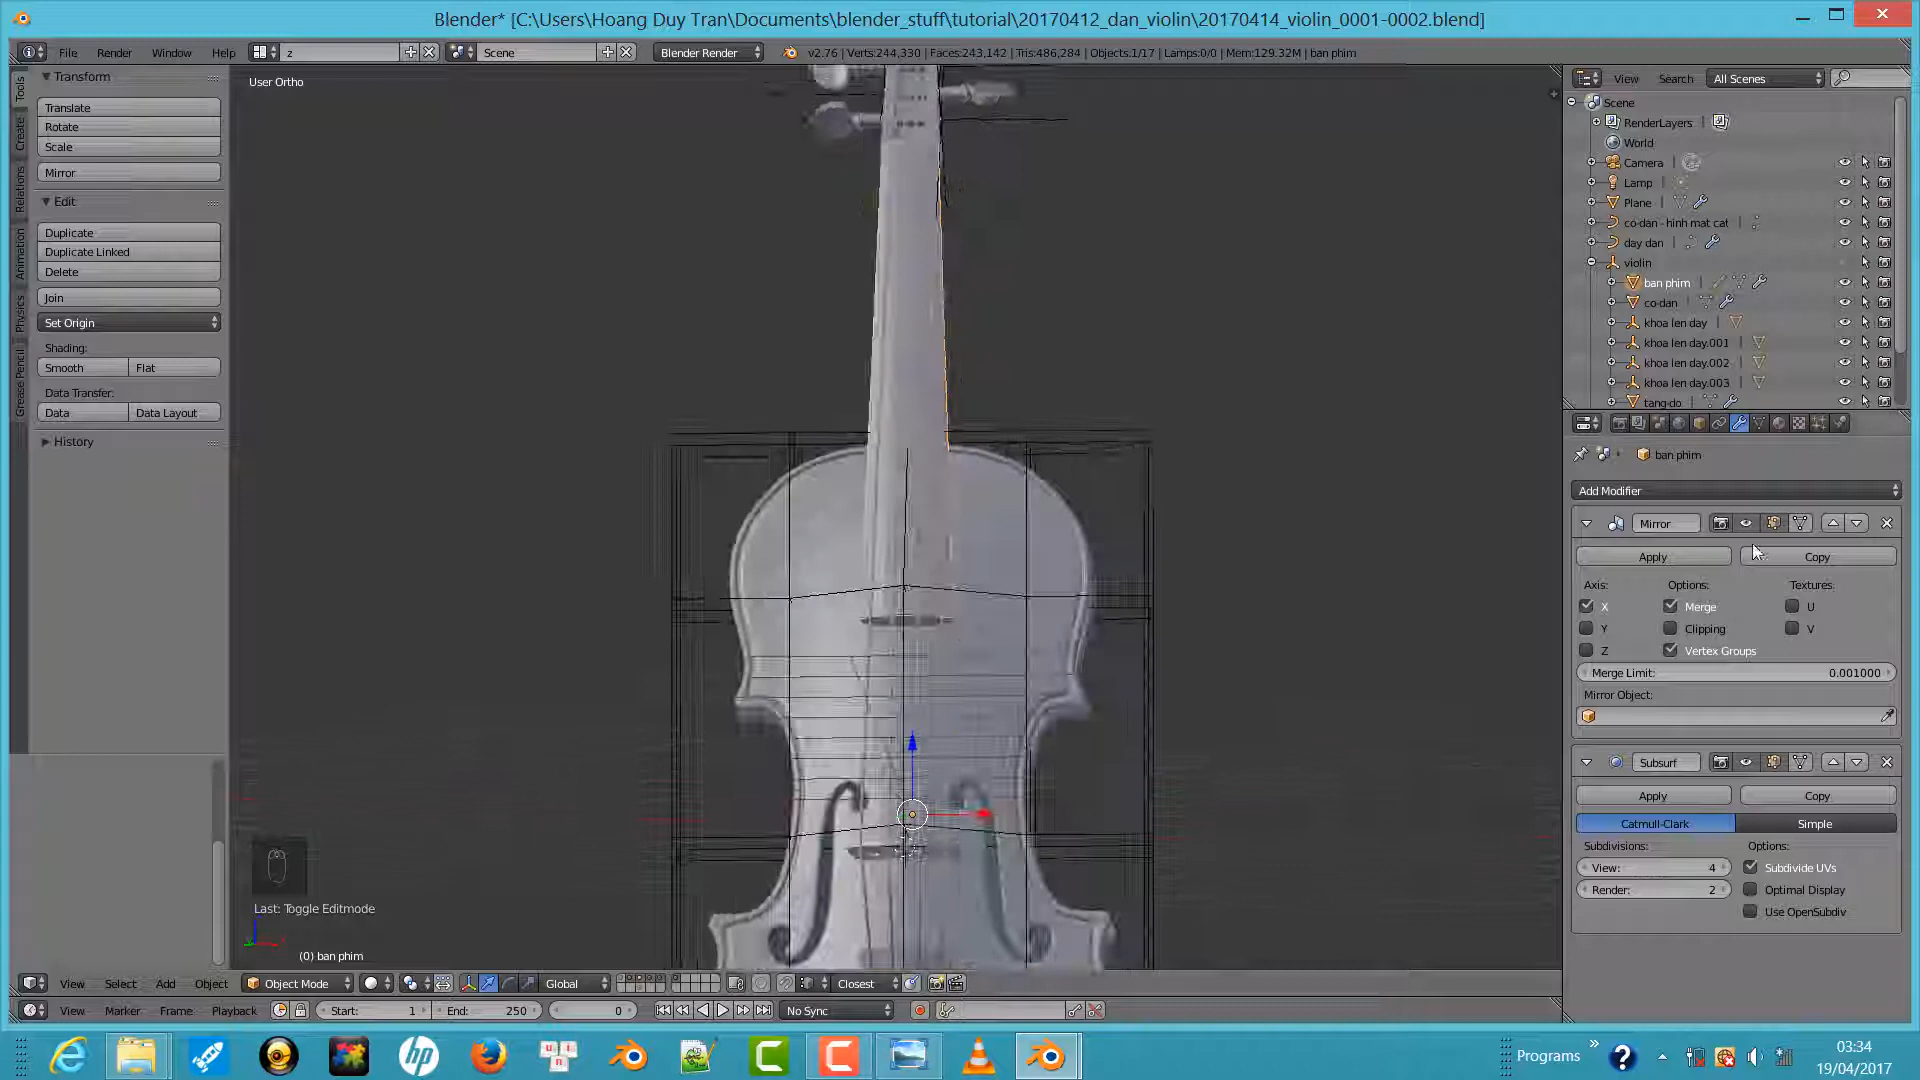 Blender* [C:\Users\Hoang Duy Tran\Documents\blender_stuff\tutorial\20170412_dan_violin\20170414_violin_0001-0002.blend]
File Render Window Help z Scene Blender Render v2.76 | Verts:244,330 | Faces:243,142 | Tris:486,284 | Objects:1/17 | Lamps:0/0 | Mem:129.32M | ban phim
Tools
Create
Relations
Animation
Physics
Grease Pencil
Transform
Translate
Rotate
Scale
Mirror
Edit
Duplicate
Duplicate Linked
Delete
Join
Set Origin
Shading:
Smooth Flat
Data Transfer:
Data Data Layout
History
User Ortho
Last: Toggle Editmode
(0) ban phim
View Search All Scenes
Scene
RenderLayers
World
Camera
Lamp
Plane
co-dan - hinh mat cat
day dan
violin
ban phim
co-dan
khoa len day
khoa len day.001
khoa len day.002
khoa len day.003
tang-do
ban phim
Add Modifier
Mirror
Apply Copy
Axis: Options: Textures:
X Merge U
Y Clipping V
Z Vertex Groups
Merge Limit: 0.001000
Mirror Object:
Subsurf
Apply Copy
Catmull-Clark Simple
Subdivisions: Options:
View: 4 Subdivide UVs
Render: 2 Optimal Display
Use OpenSubdiv
View Select Add Object Object Mode Global Closest
View Marker Frame Playback Start: 1 End: 250 0 No Sync
Programs
03:34
19/04/2017